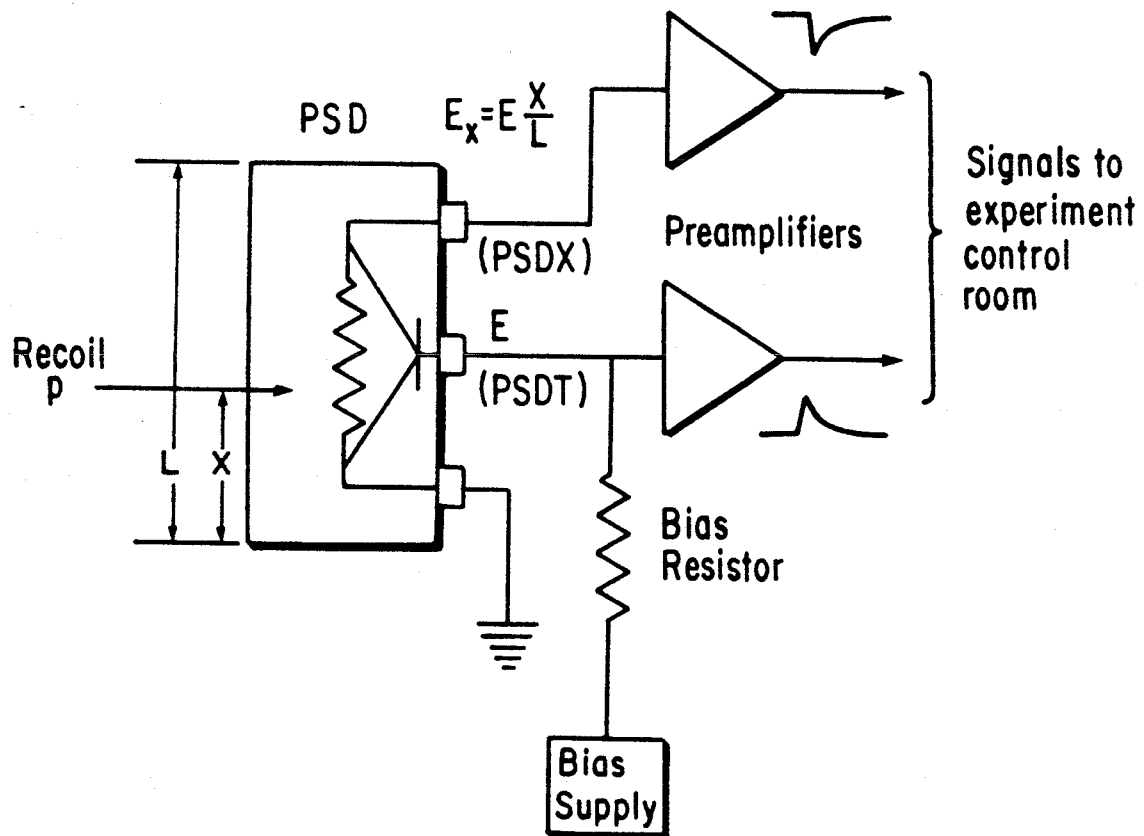 PSD
E_x = E X/L
(PSDX)
Preamplifiers
Signals to
experiment
control
room
Recoil
p
E
(PSDT)
L
X
Bias
Resistor
Bias
Supply